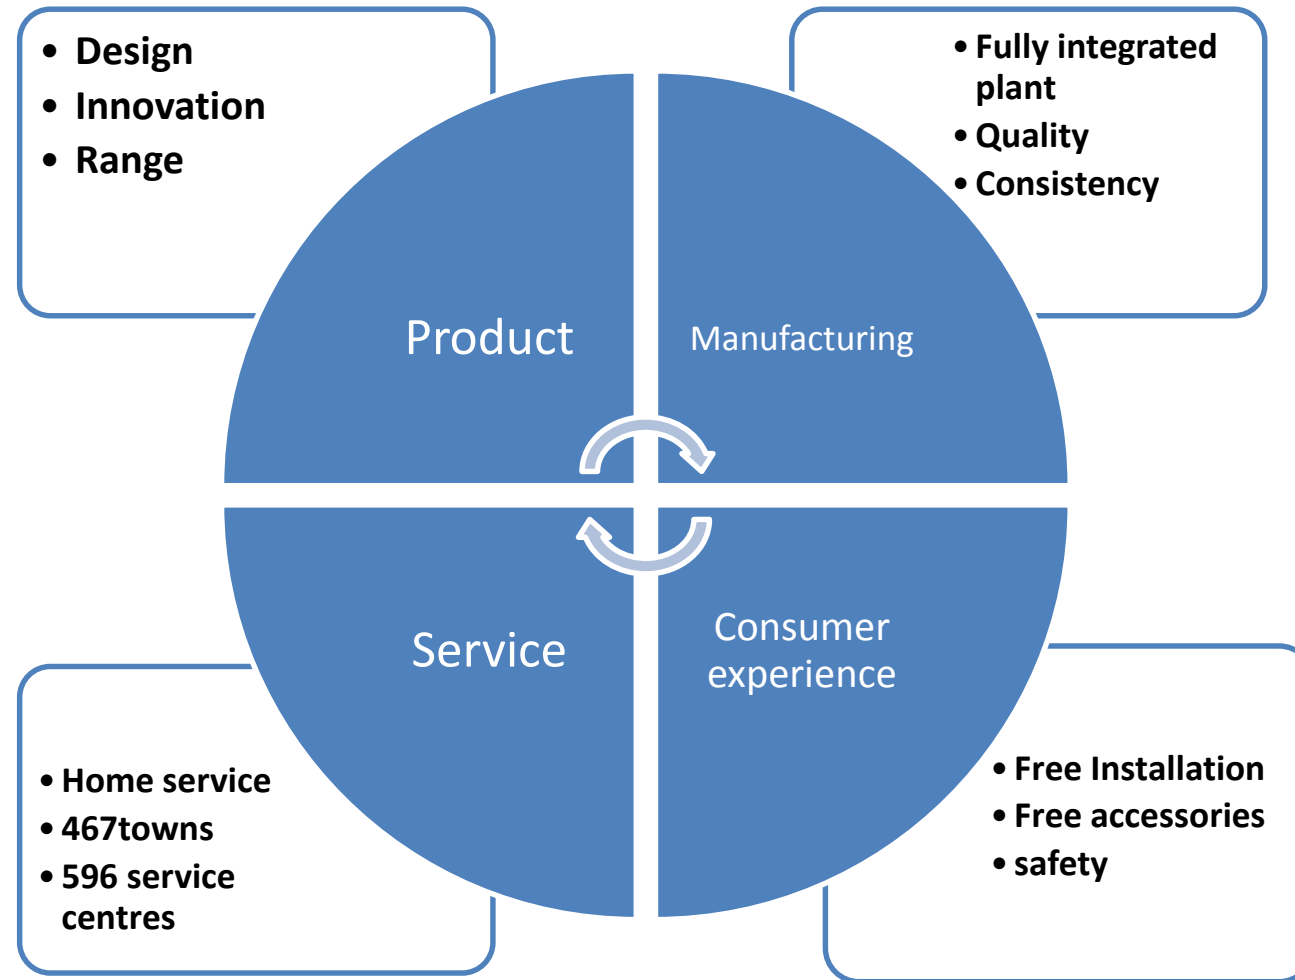 • Design
• Innovation
• Range
• Fully integrated
plant
• Quality
• Consistency
Product
Manufacturing
Service
Consumer
experience
• Home service
• 467towns
• 596 service
centres
• Free Installation
• Free accessories
• safety